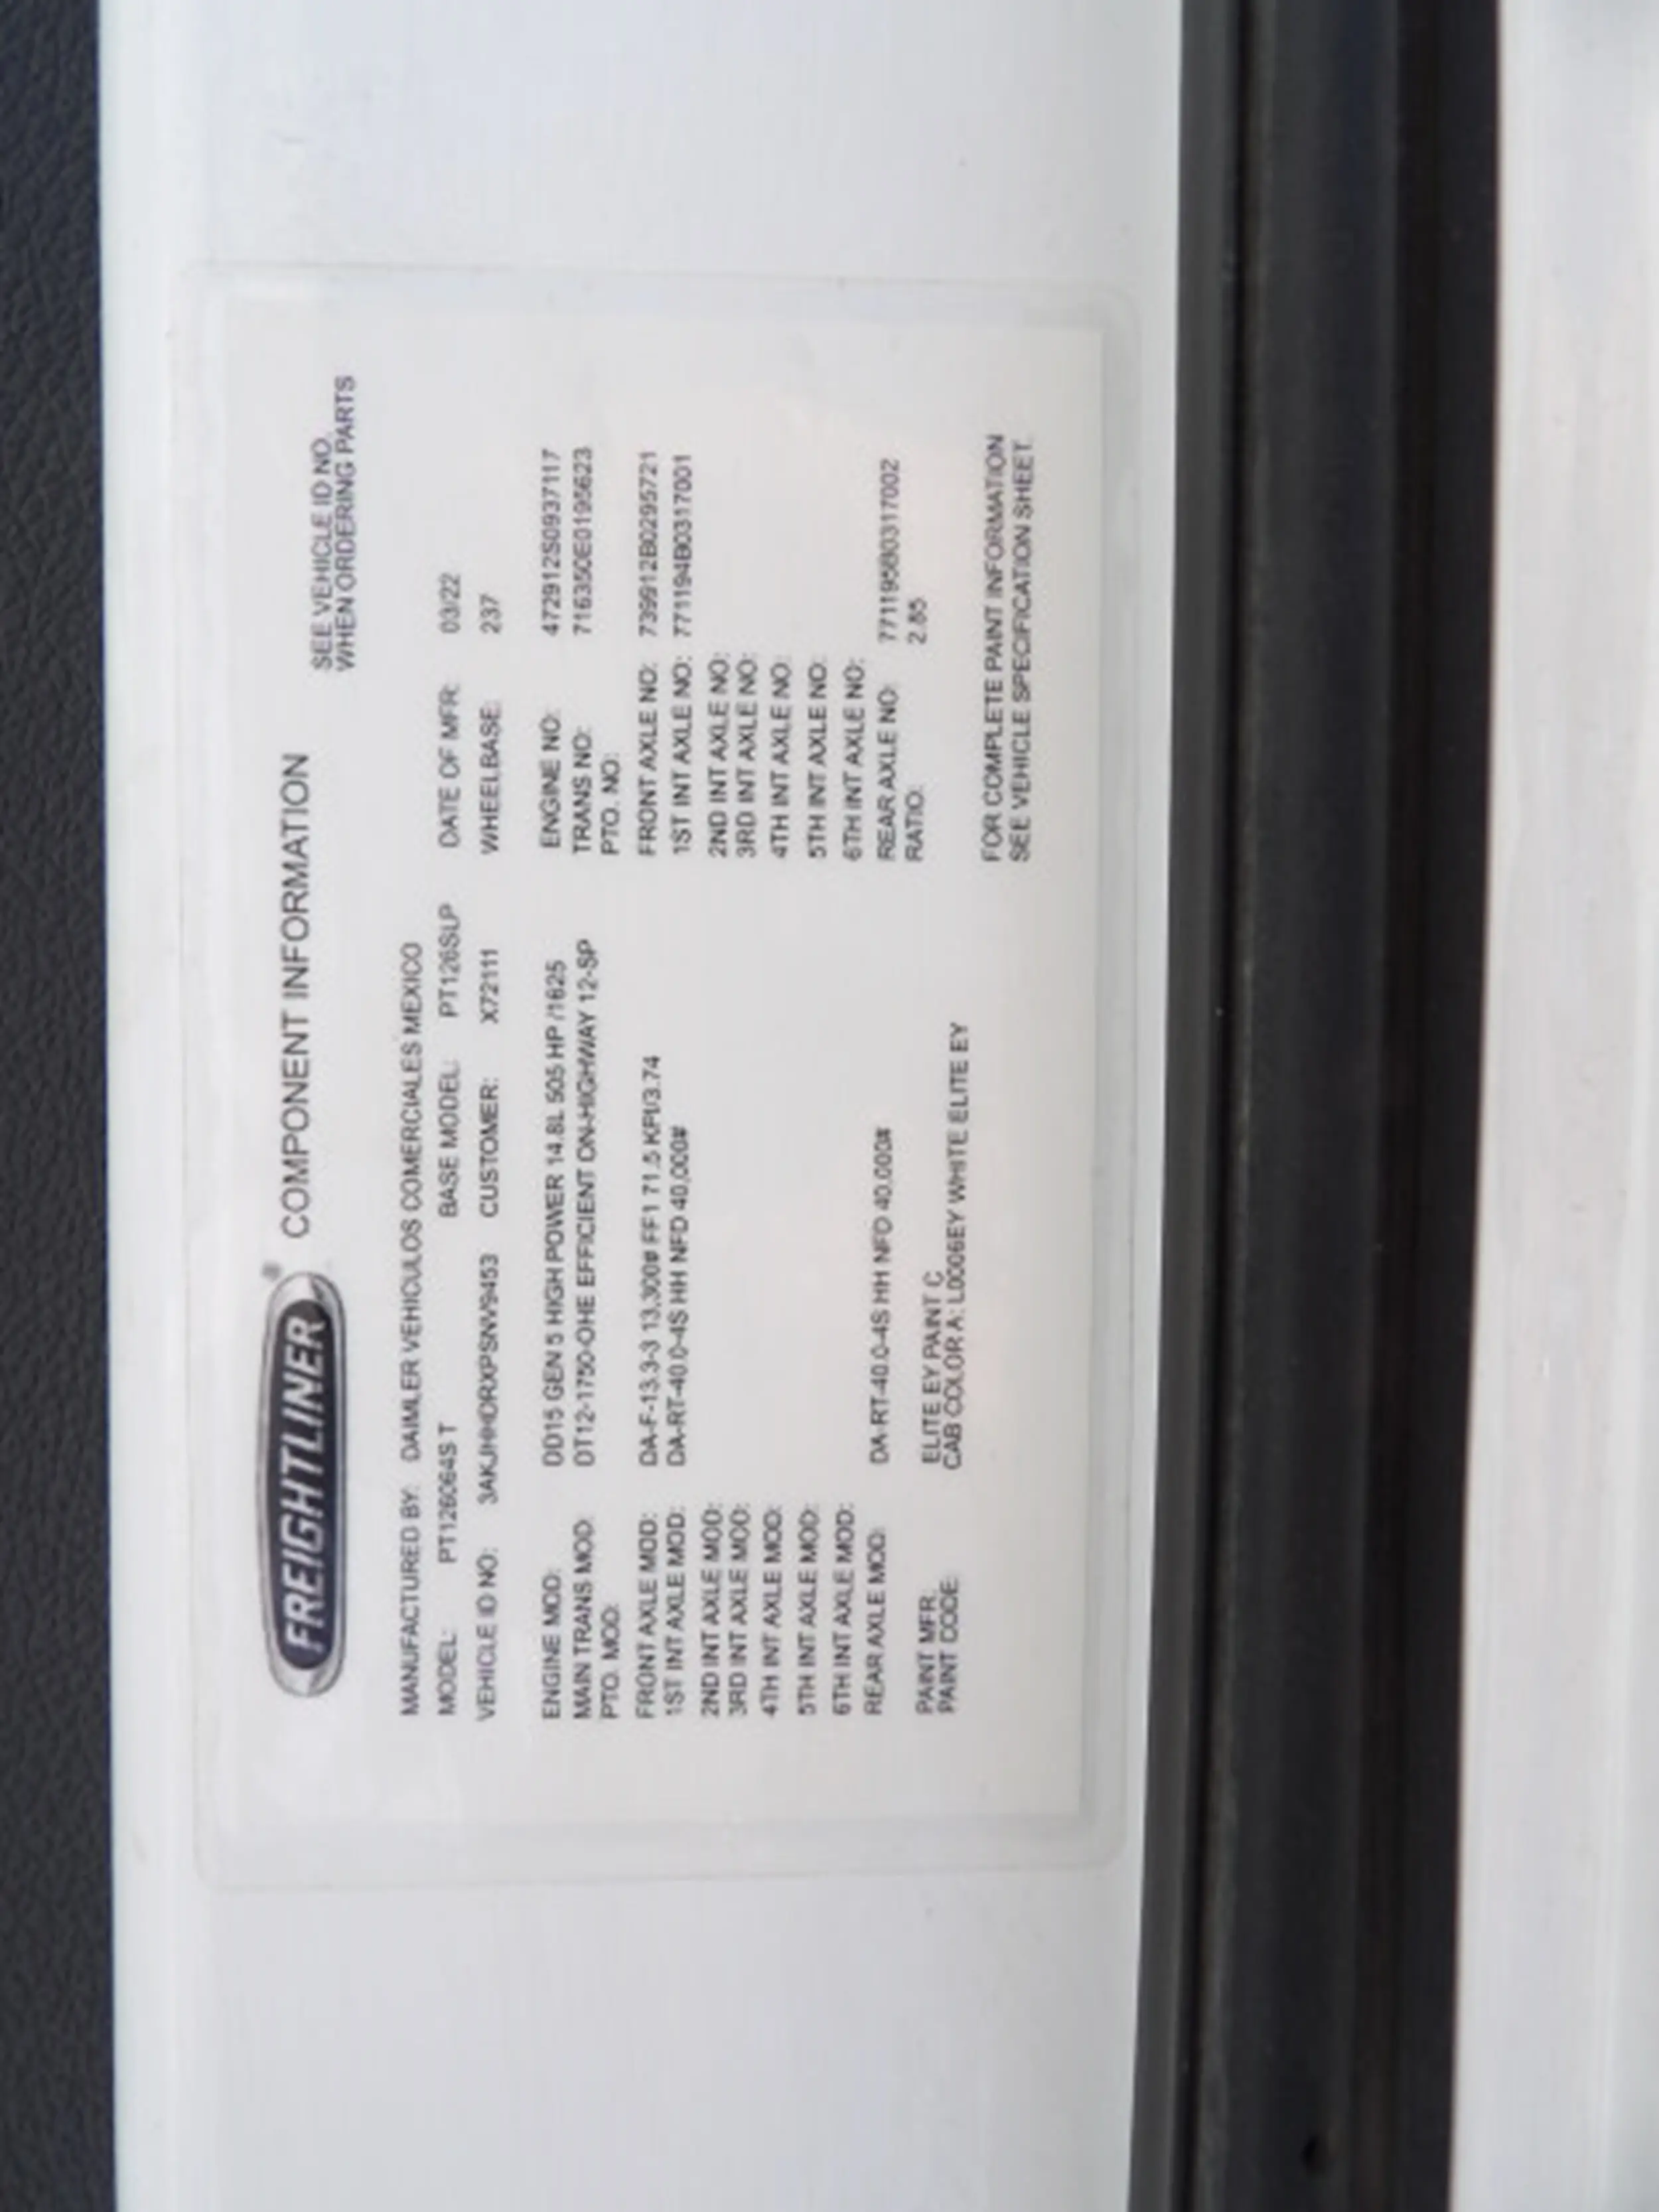 FREIGHTLINER® COMPONENT INFORMATION
SEE VEHICLE ID NO.
WHEN ORDERING PARTS
MANUFACTURED BY: DAIMLER VEHICULOS COMERCIALES MEXICO
MODEL: PT126064S T BASE MODEL: PT126SLP DATE OF MFR: 03/22
VEHICLE ID NO: CUSTOMER: X72111 WHEELBASE: 237
ENGINE MOD: DD15 GEN 5 HIGH POWER 14.8L 505 HP /1625 ENGINE NO: 472912S0937117
MAIN TRANS MOD: DT12-1750-OHE EFFICIENT ON-HIGHWAY 12-SP TRANS NO: 716350E0195623
PTO. MOD: PTO. NO:
FRONT AXLE MOD: DA-F-13.3-3 13,300# FF1 71.5 KPI/3.74 FRONT AXLE NO: 739912B0295721
1ST INT AXLE MOD: DA-RT-40.0-4S HH NFD 40,000# 1ST INT AXLE NO: 771194B0317001
2ND INT AXLE MOD: 2ND INT AXLE NO:
3RD INT AXLE MOD: 3RD INT AXLE NO:
4TH INT AXLE MOD: 4TH INT AXLE NO:
5TH INT AXLE MOD: 5TH INT AXLE NO:
6TH INT AXLE MOD: 6TH INT AXLE NO:
REAR AXLE MOD: DA-RT-40.0-4S HH NFD 40,000# REAR AXLE NO: 771195B0317002
RATIO: 2.85
PAINT MFR: ELITE EY PAINT C
PAINT CODE: CAB COLOR A: L0006EY WHITE ELITE EY
FOR COMPLETE PAINT INFORMATION
SEE VEHICLE SPECIFICATION SHEET.